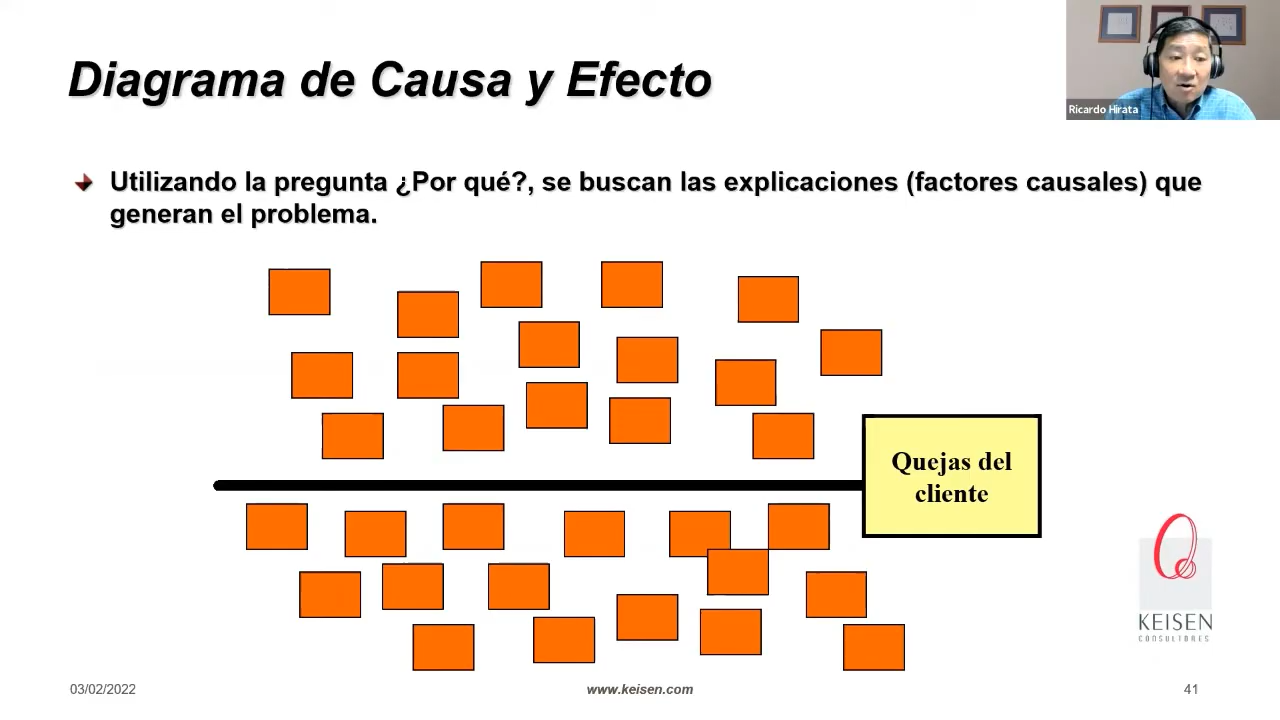 Diagrama de Causa y Efecto
Ricardo Hirata
Utilizando la pregunta ¿Por qué?, se buscan las explicaciones (factores causales) que
generan el problema.
Quejas del
cliente
KEISEN
CONSULTORES
03/02/2022
www.keisen.com
41